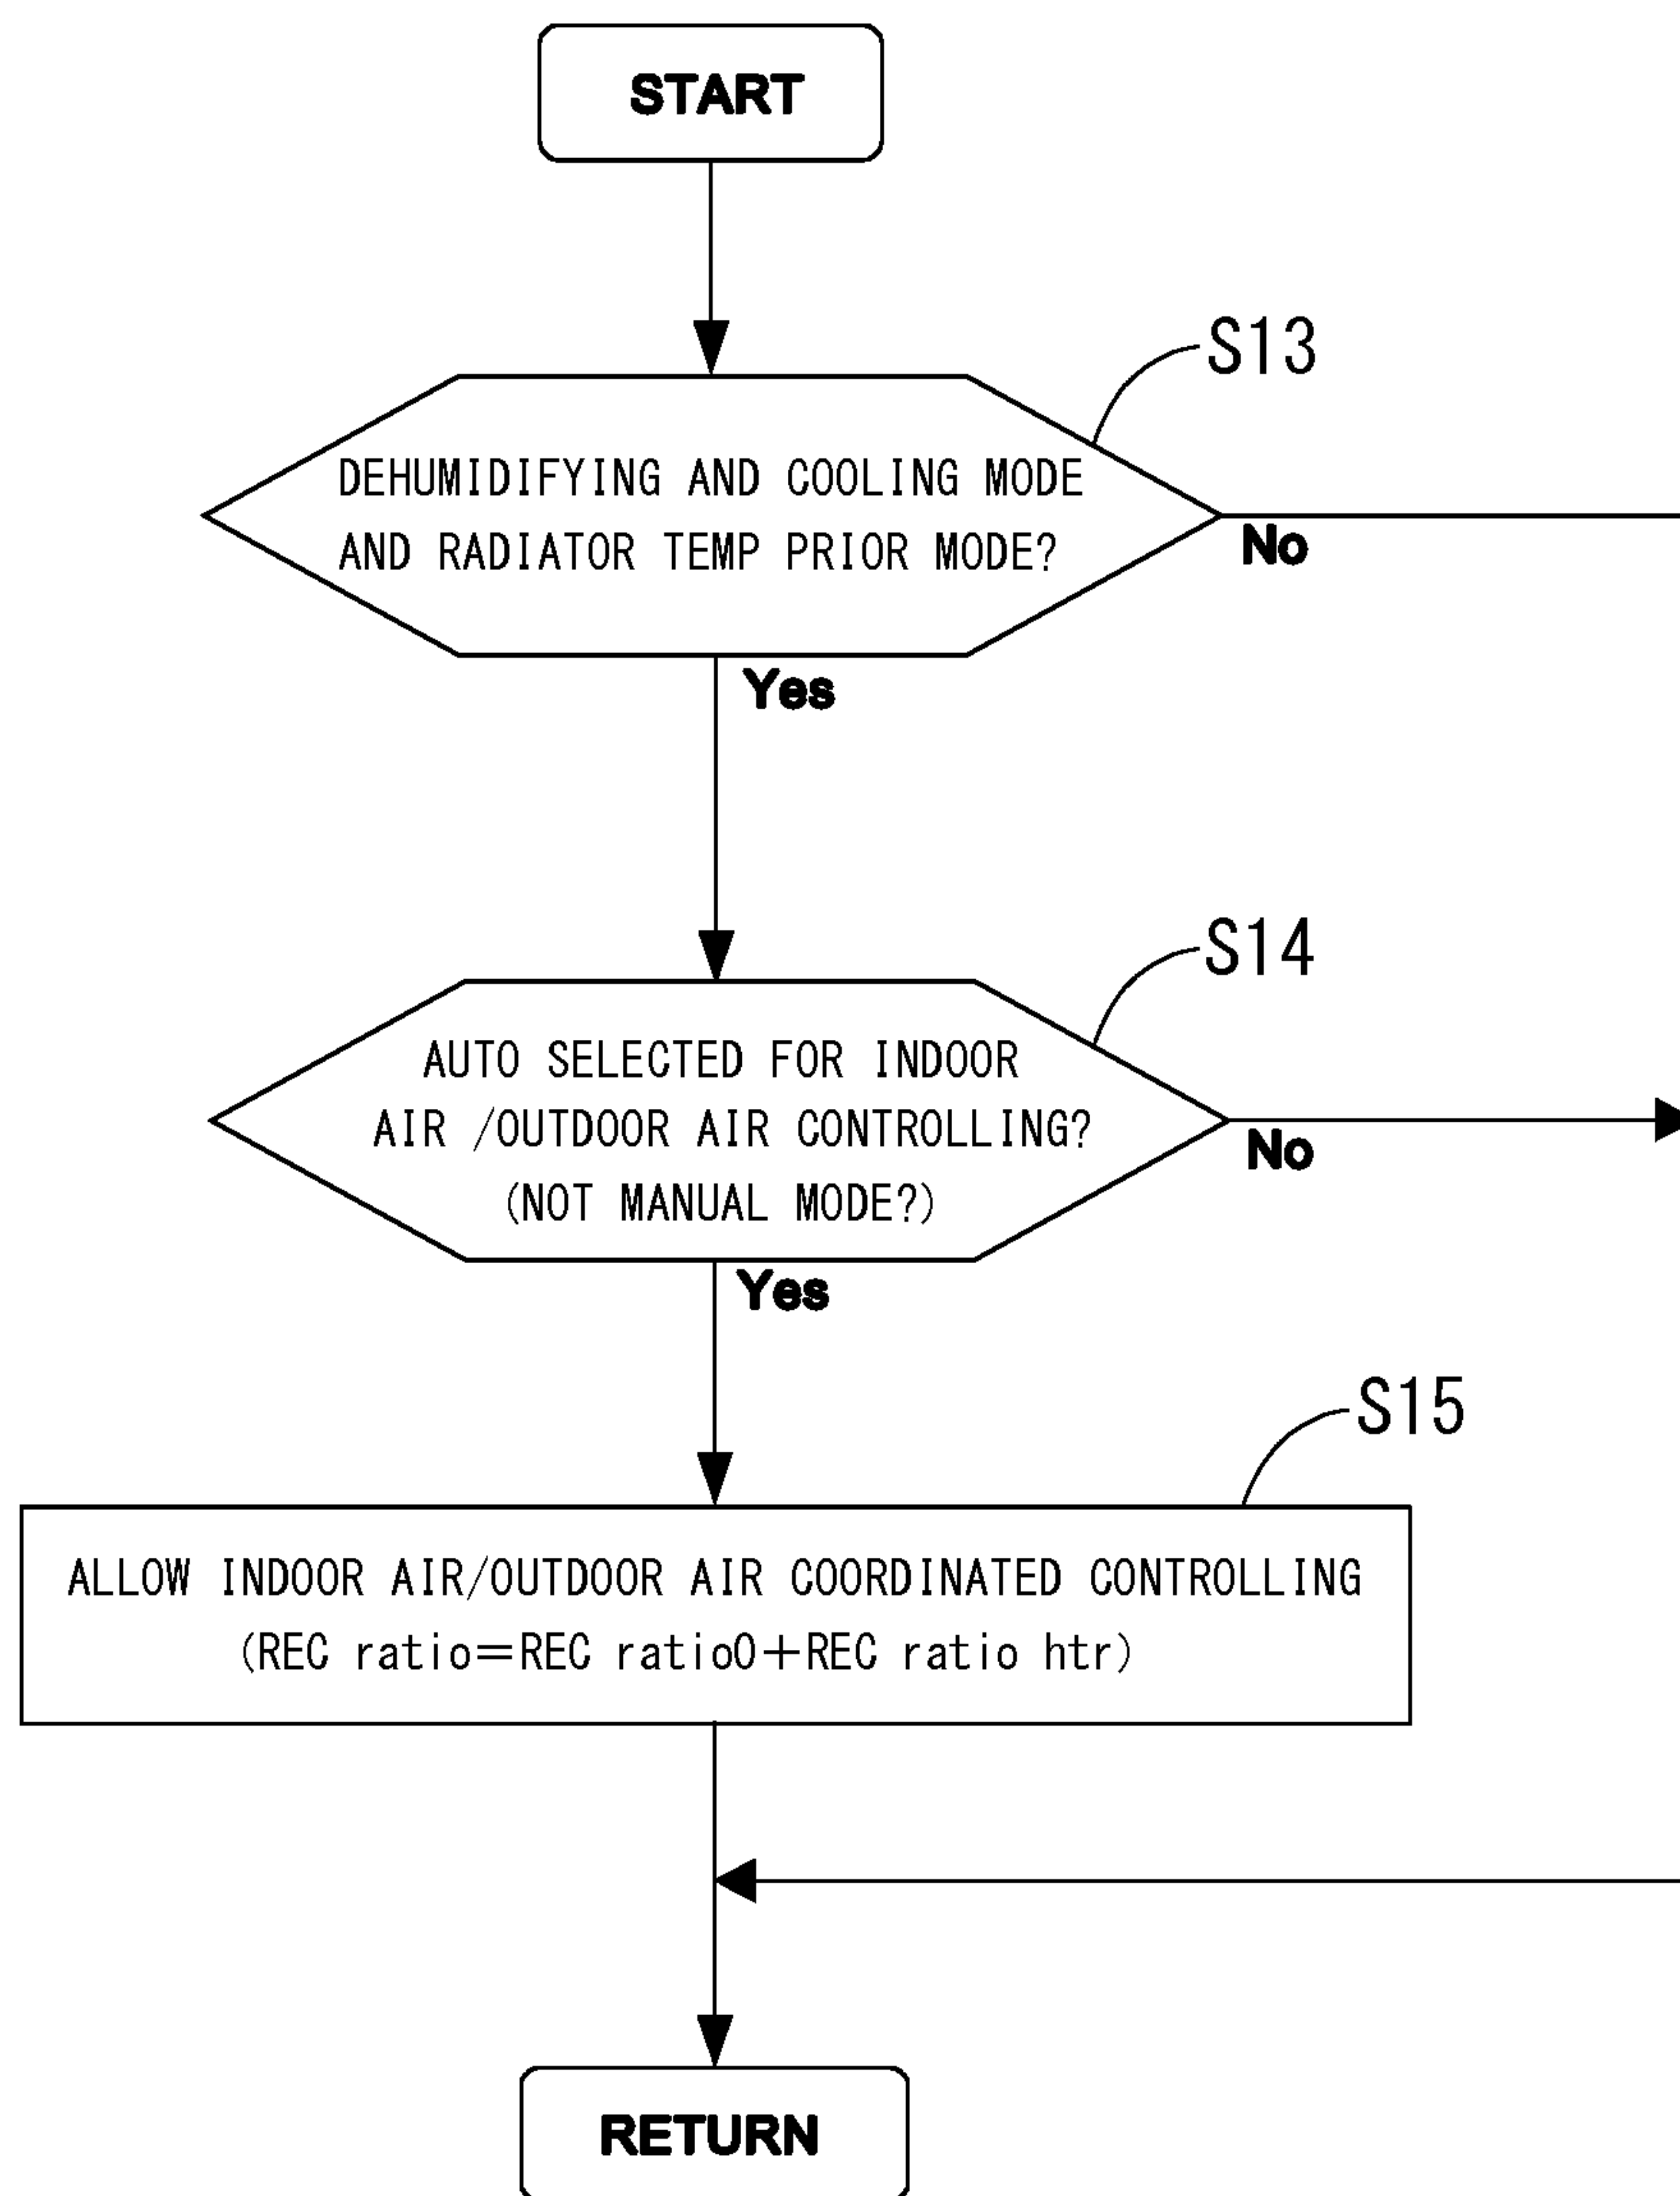 START
S13
DEHUMIDIFYING AND COOLING MODE
AND RADIATOR TEMP PRIOR MODE?
No
Yes
S14
AUTO SELECTED FOR INDOOR
AIR /OUTDOOR AIR CONTROLLING?
(NOT MANUAL MODE?)
No
Yes
S15
ALLOW INDOOR AIR/OUTDOOR AIR COORDINATED CONTROLLING
(REC ratio=REC ratio0+REC ratio htr)
RETURN